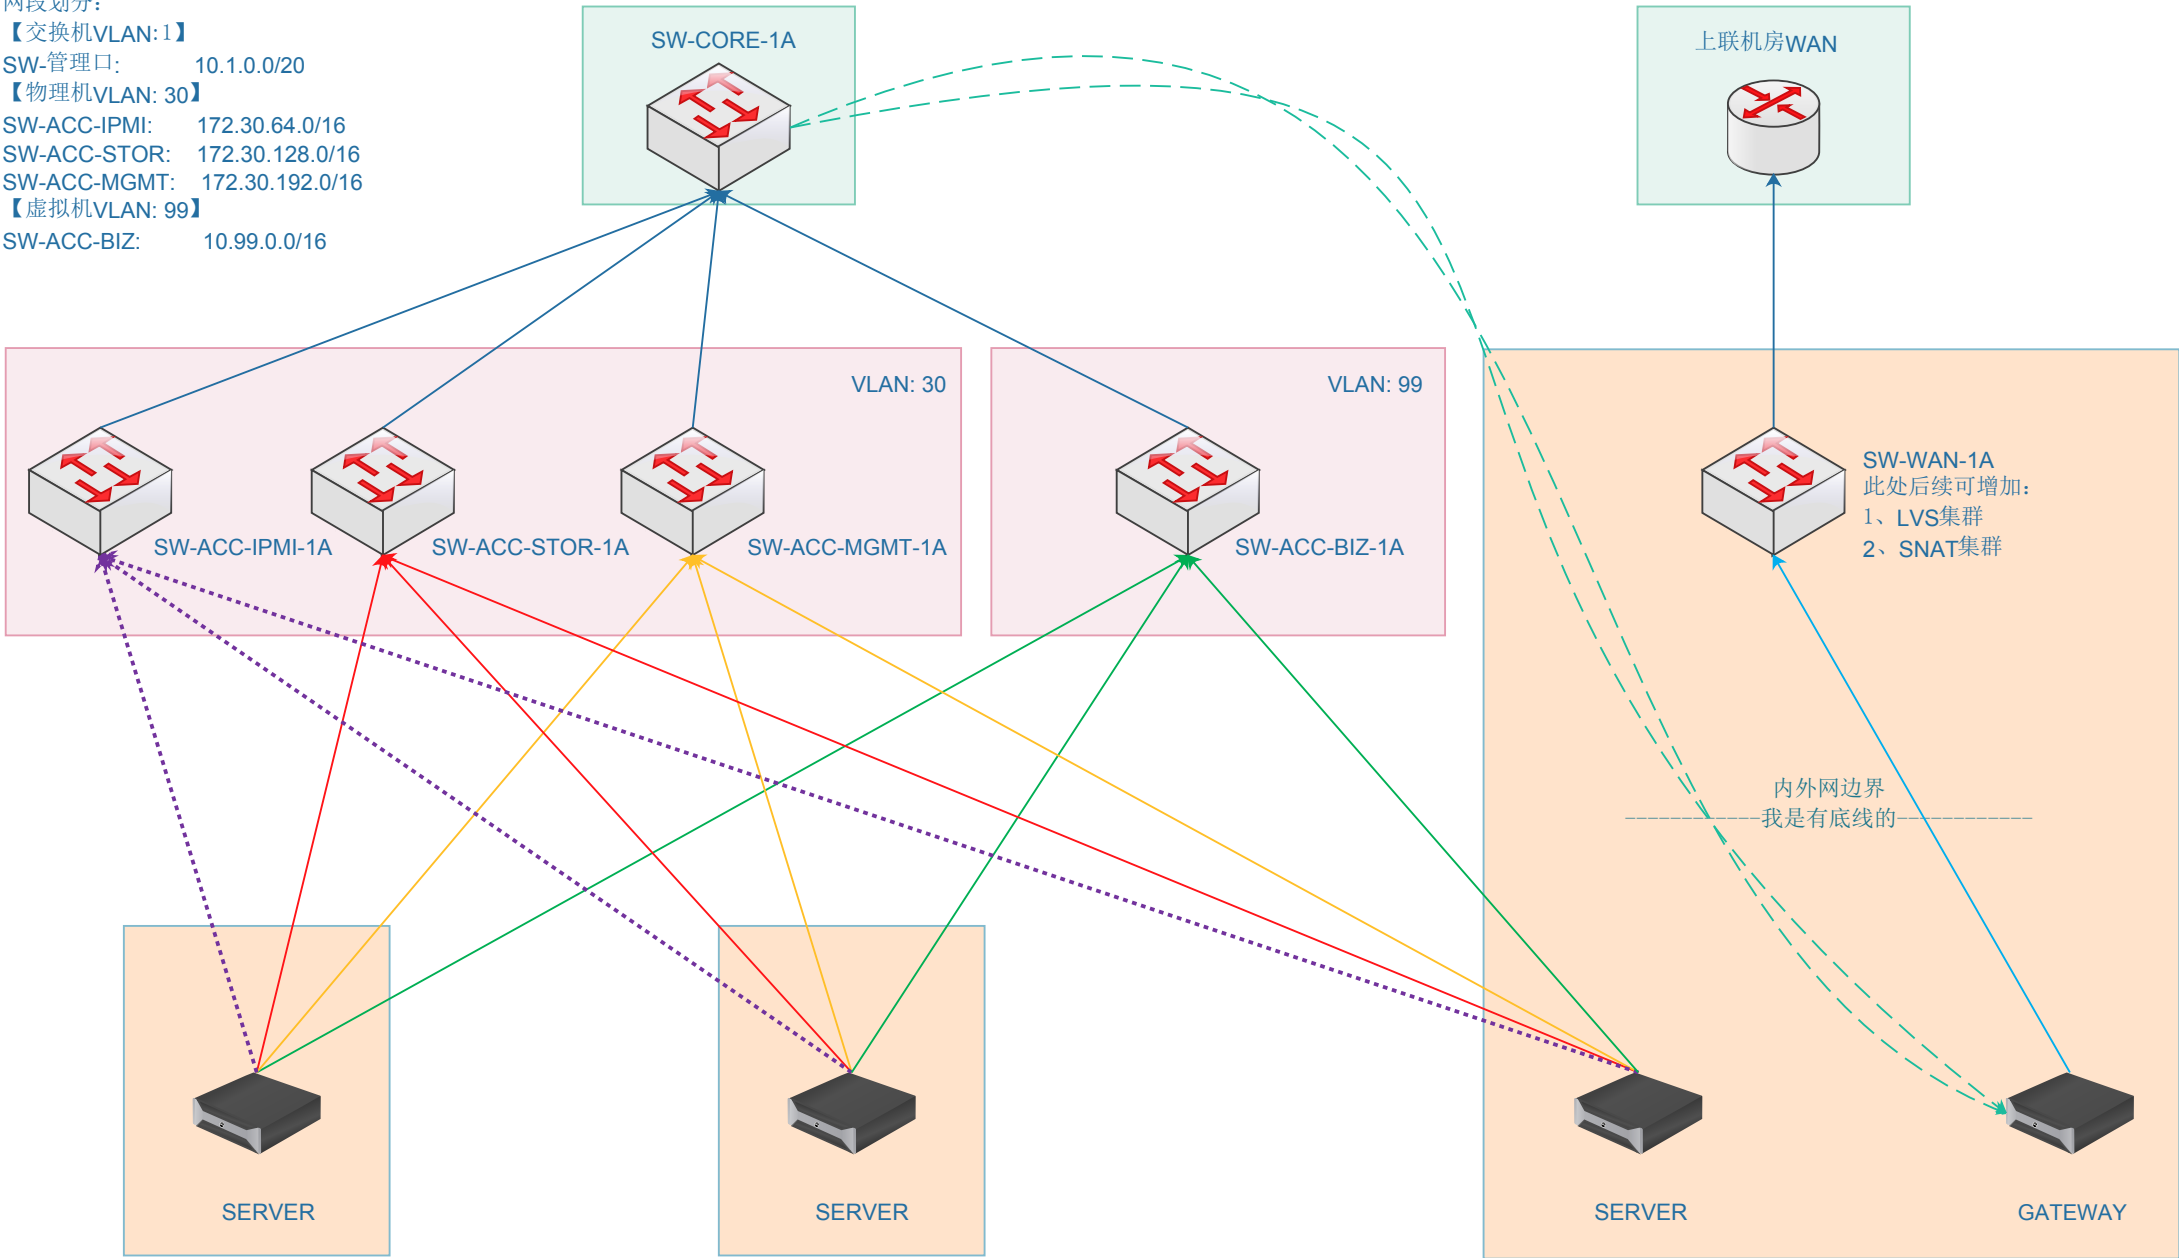 网段划分:
【交换机VLAN:1】
SW-管理口: 10.1.0.0/20
【物理机VLAN: 30】
SW-ACC-IPMI: 172.30.64.0/16
SW-ACC-STOR: 172.30.128.0/16
SW-ACC-MGMT: 172.30.192.0/16
【虚拟机VLAN: 99】
SW-ACC-BIZ: 10.99.0.0/16
SW-CORE-1A
上联机房WAN
VLAN: 30
VLAN: 99
SW-ACC-IPMI-1A
SW-ACC-STOR-1A
SW-ACC-MGMT-1A
SW-ACC-BIZ-1A
SW-WAN-1A
此处后续可增加:
1、LVS集群
2、SNAT集群
内外网边界
------------我是有底线的------------
SERVER
SERVER
SERVER
GATEWAY